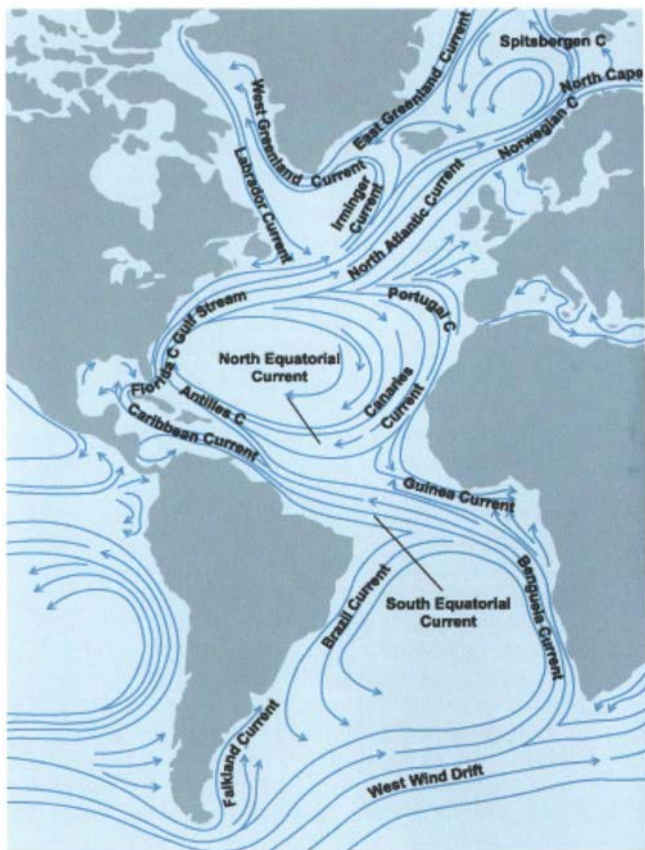 Spitsbergen C
North Cape
Norwegian C
East Greenland Current
West Greenland Current
Labrador Current
Irminger
Current
North Atlantic Current
Portugal C
Florida C Gulf Stream
North Equatorial
Current
Canaries
Current
Antilles C
Caribbean Current
Guinea Current
Benguela Current
South Equatorial
Current
Brazil Current
Falkland Current
West Wind Drift